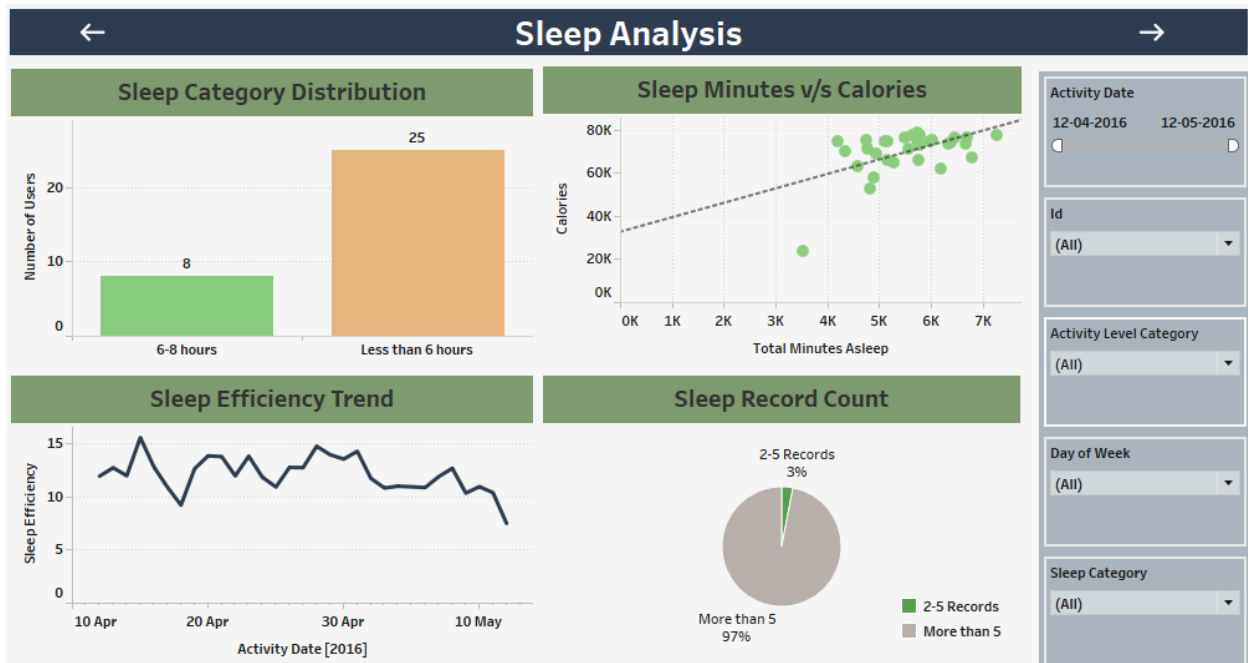 ← Sleep Analysis →
Sleep Category Distribution
Number of Users
20
10
0
8
25
6-8 hours
Less than 6 hours
Sleep Minutes v/s Calories
Calories
80K
60K
40K
20K
0K
0K 1K 2K 3K 4K 5K 6K 7K
Total Minutes Asleep
Sleep Efficiency Trend
Sleep Efficiency
15
10
5
0
10 Apr 20 Apr 30 Apr 10 May
Activity Date [2016]
Sleep Record Count
2-5 Records
3%
More than 5
97%
2-5 Records
More than 5
Activity Date
12-04-2016 12-05-2016
Id
(All)
Activity Level Category
(All)
Day of Week
(All)
Sleep Category
(All)